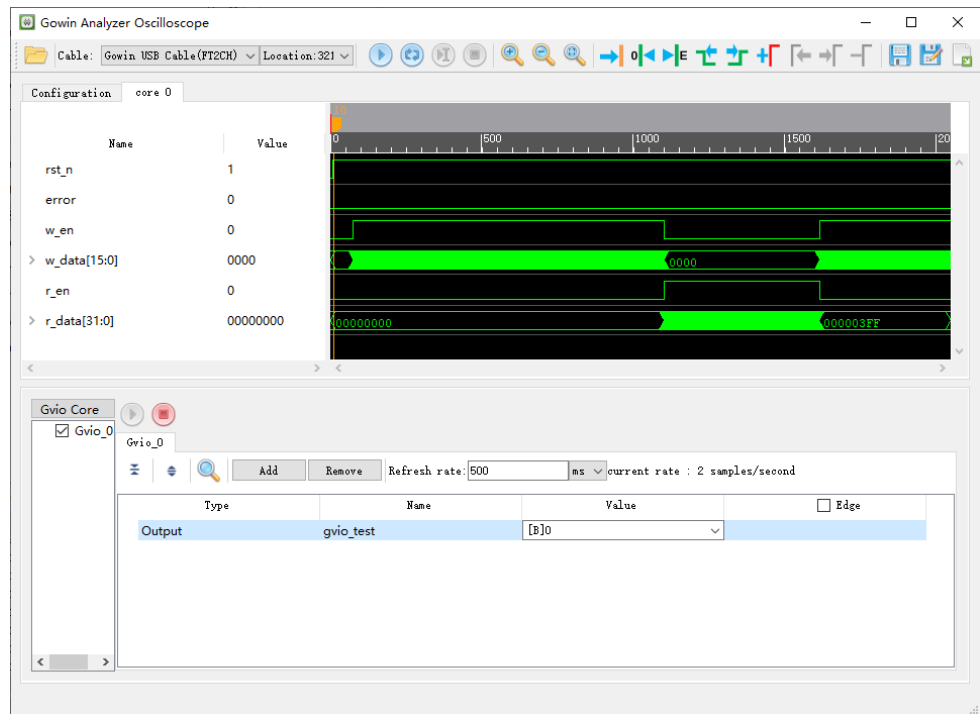 Gowin Analyzer Oscilloscope
Cable: Gowin USB Cable(FT2CH) Location:321
Configuration core 0
Name Value 0 500 1000 1500 20
rst_n 1
error 0
w_en 0
w_data[15:0] 0000 0000
r_en 0
r_data[31:0] 00000000 00000000 000003FF
Gvio Core
Gvio_0 Gvio_0
Add Remove Refresh rate: 500 ms current rate : 2 samples/second
Type Name Value Edge
Output gvio_test [B]0